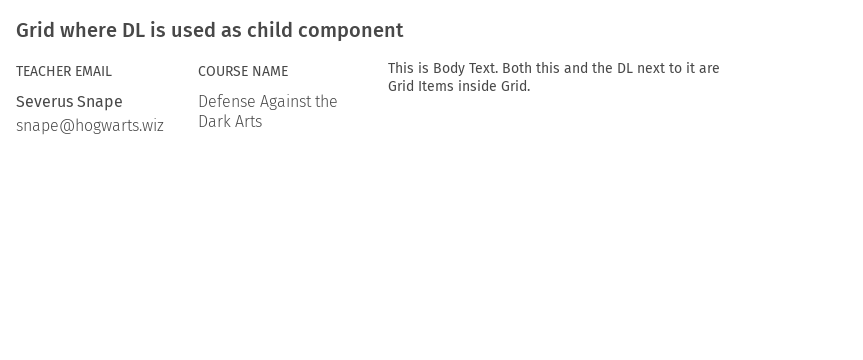 Grid where DL is used as child component
TEACHER EMAIL
Severus Snape
snape@hogwarts.wiz
COURSE NAME
Defense Against the
Dark Arts
This is Body Text. Both this and the DL next to it are
Grid Items inside Grid.